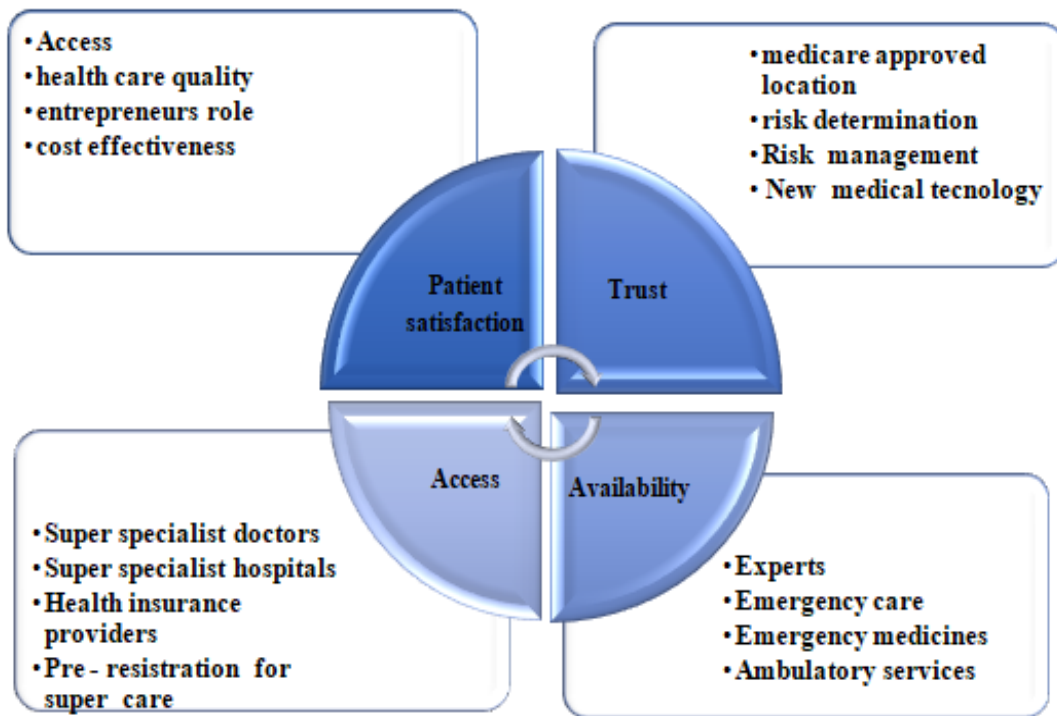 •Access
•health care quality
•entrepreneurs role
•cost effectiveness
•medicare approved
location
•risk determination
•Risk management
• New medical tecnology
Patient
satisfaction
Trust
Access
Availability
•Super specialist doctors
•Super specialist hospitals
•Health insurance
providers
•Pre - resistration for
super care
•Experts
•Emergency care
•Emergency medicines
•Ambulatory services